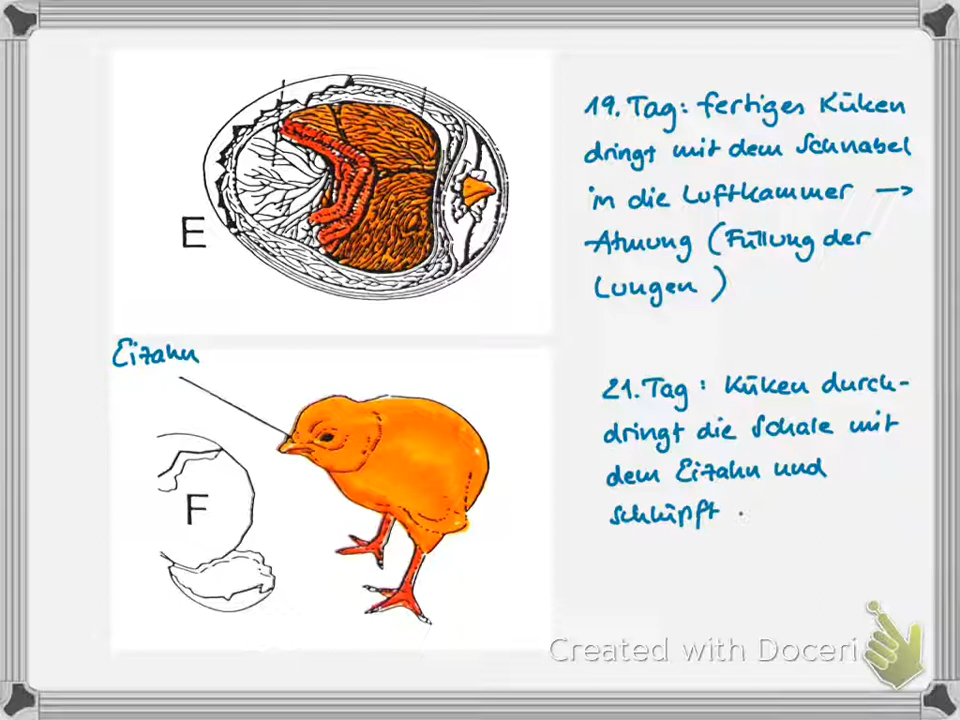 E
19. Tag: fertiges Küken
dringt mit dem Schnabel
in die Luftkammer →
Atmung (Füllung der
Lungen)
Eizahn
F
21. Tag: Küken durch-
dringt die Schale mit
dem Eizahn und
schlüpft.
Created with Doceri